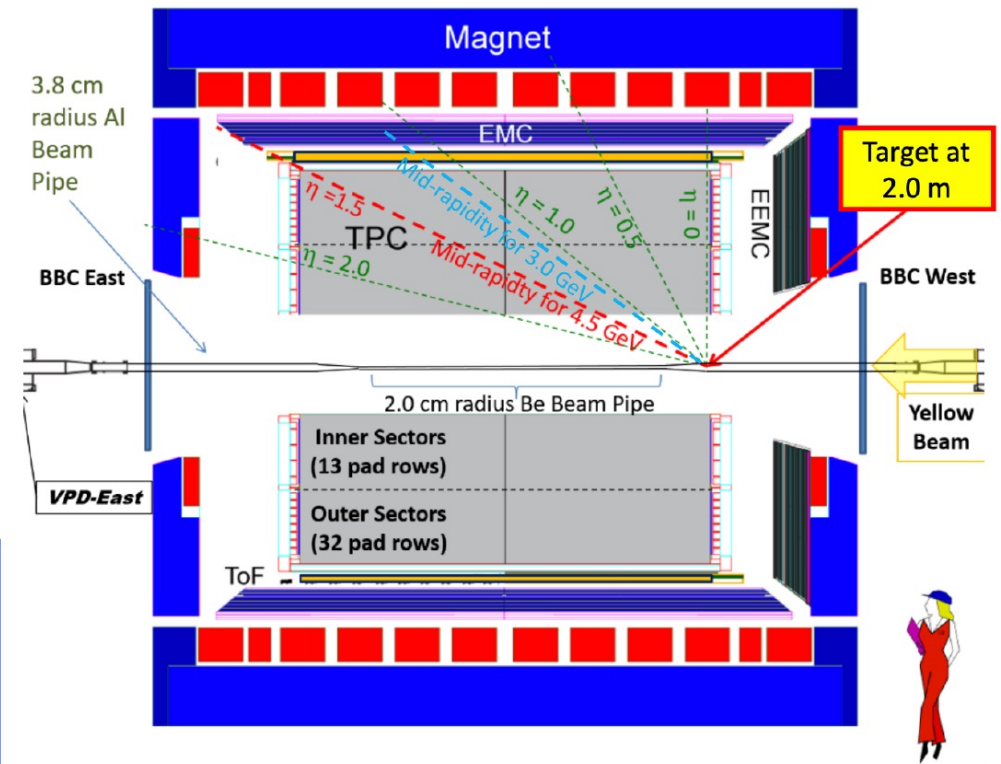 Magnet
3.8 cm
radius Al
Beam
Pipe
EMC
Target at
2.0 m
Mid-rapidity for 3.0 GeV
η = 1.0
η = 0.5
η = 0
EEMC
η = 1.5
TPC
Mid-rapidty for 4.5 GeV
η = 2.0
BBC East
BBC West
2.0 cm radius Be Beam Pipe
Yellow
Beam
Inner Sectors
(13 pad rows)
VPD-East
Outer Sectors
(32 pad rows)
ToF